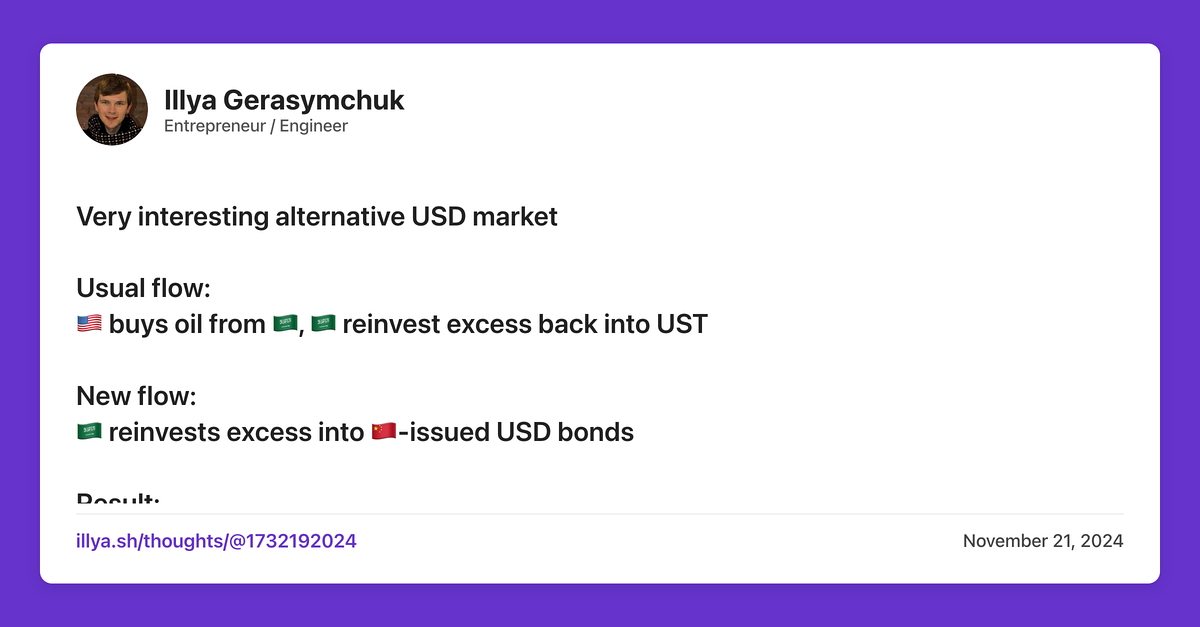 Illya Gerasymchuk
Entrepreneur / Engineer
Very interesting alternative USD market
Usual flow:
🇺🇸 buys oil from 🇸🇦, 🇸🇦 reinvest excess back into UST
New flow:
🇸🇦 reinvests excess into 🇨🇳-issued USD bonds
Result:
illya.sh/thoughts/@1732192024
November 21, 2024